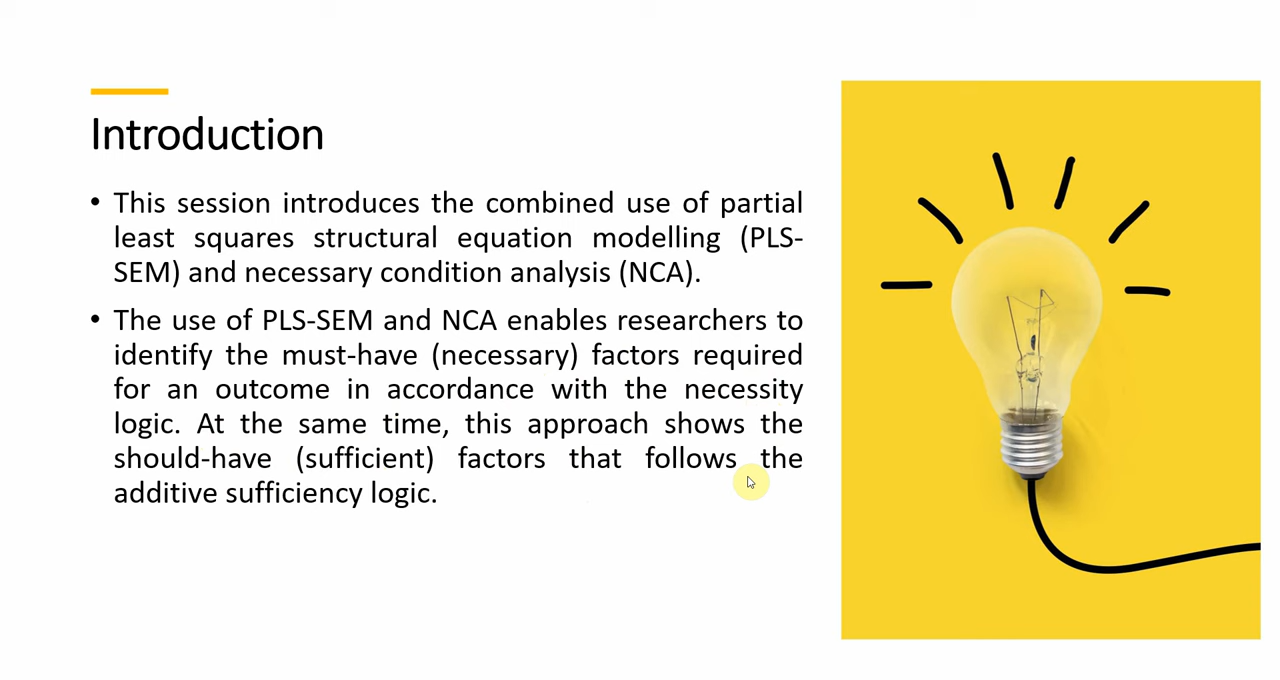 Introduction
• This session introduces the combined use of partial
least squares structural equation modelling (PLS-
SEM) and necessary condition analysis (NCA).
• The use of PLS-SEM and NCA enables researchers to
identify the must-have (necessary) factors required
for an outcome in accordance with the necessity
logic. At the same time, this approach shows the
should-have (sufficient) factors that follows the
additive sufficiency logic.